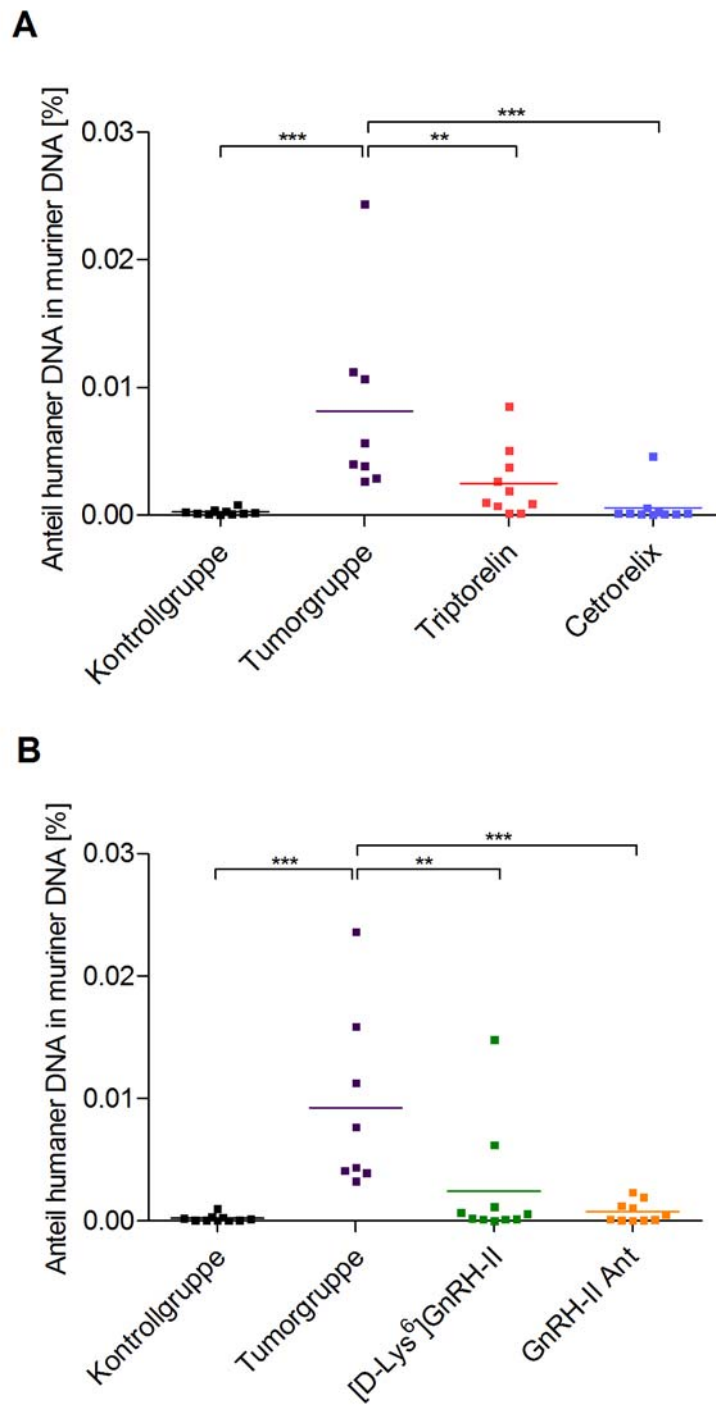 A
Anteil humaner DNA in muriner DNA [%]
0.03
0.02
0.01
0.00
***
**
***
Kontrollgruppe
Tumorgruppe
Triptorelin
Cetrorelix
B
Anteil humaner DNA in muriner DNA [%]
0.03
0.02
0.01
0.00
***
**
***
Kontrollgruppe
Tumorgruppe
[D-Lys⁶]GnRH-II
GnRH-II Ant